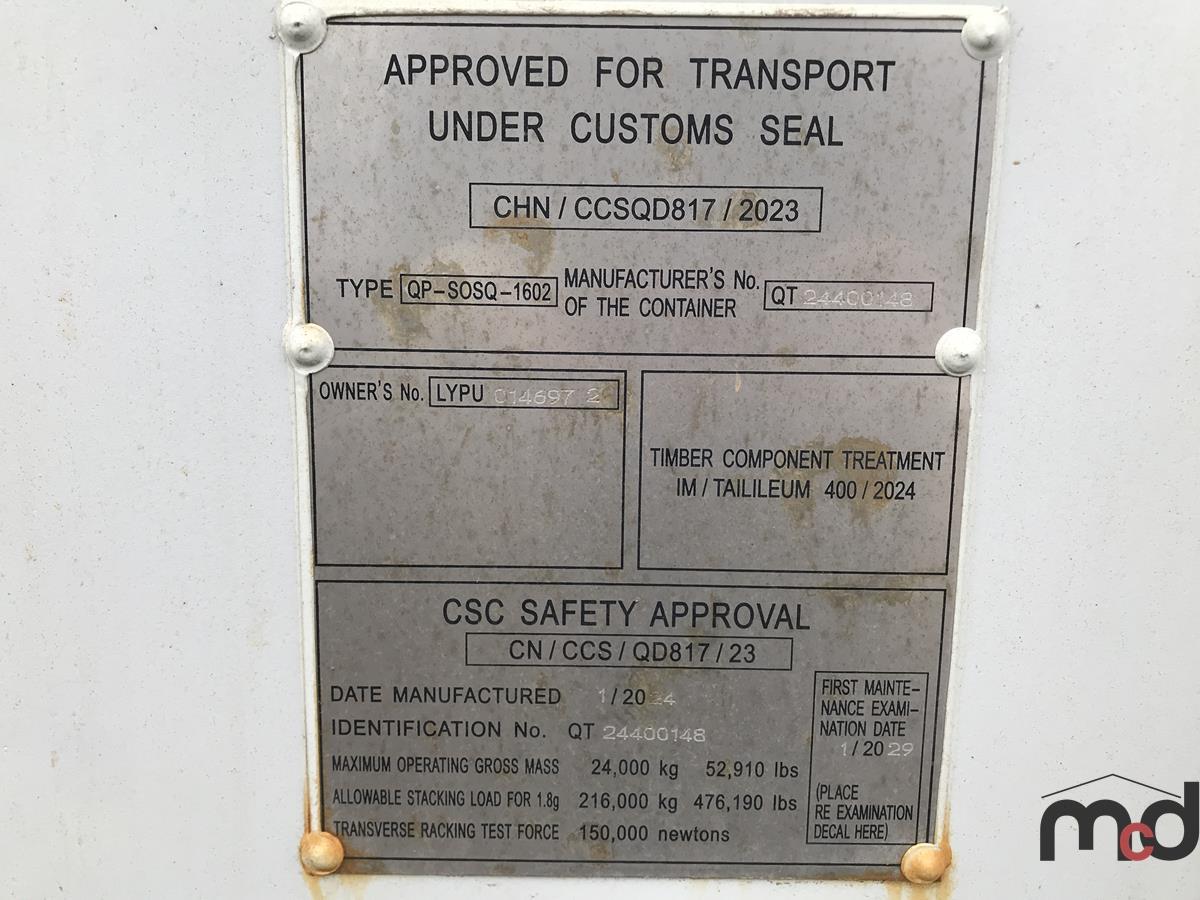 APPROVED FOR TRANSPORT
UNDER CUSTOMS SEAL
CHN / CCSQD817 / 2023
TYPE QP-SOSQ-1602
MANUFACTURER'S No.
OF THE CONTAINER
QT 24400148
OWNER'S No. LYPU 014697 2
TIMBER COMPONENT TREATMENT
IM / TAILILEUM 400 / 2024
CSC SAFETY APPROVAL
CN / CCS / QD817 / 23
DATE MANUFACTURED 1 / 2024
IDENTIFICATION No. QT 24400148
MAXIMUM OPERATING GROSS MASS 24,000 kg 52,910 lbs
ALLOWABLE STACKING LOAD FOR 1.8g 216,000 kg 476,190 lbs
TRANSVERSE RACKING TEST FORCE 150,000 newtons
FIRST MAINTE-
NANCE EXAMI-
NATION DATE
1 / 2029
(PLACE
RE EXAMINATION
DECAL HERE)
mcd